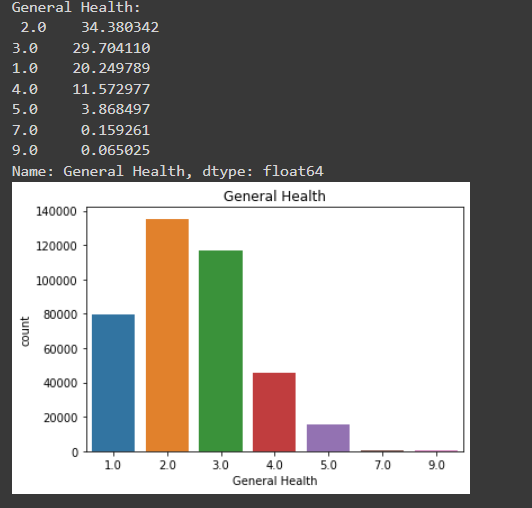 General Health:
2.0 34.380342
3.0 29.704110
1.0 20.249789
4.0 11.572977
5.0 3.868497
7.0 0.159261
9.0 0.065025
Name: General Health, dtype: float64
General Health
140000
120000
100000
80000
60000
40000
20000
0
count
1.0 2.0 3.0 4.0 5.0 7.0 9.0
General Health